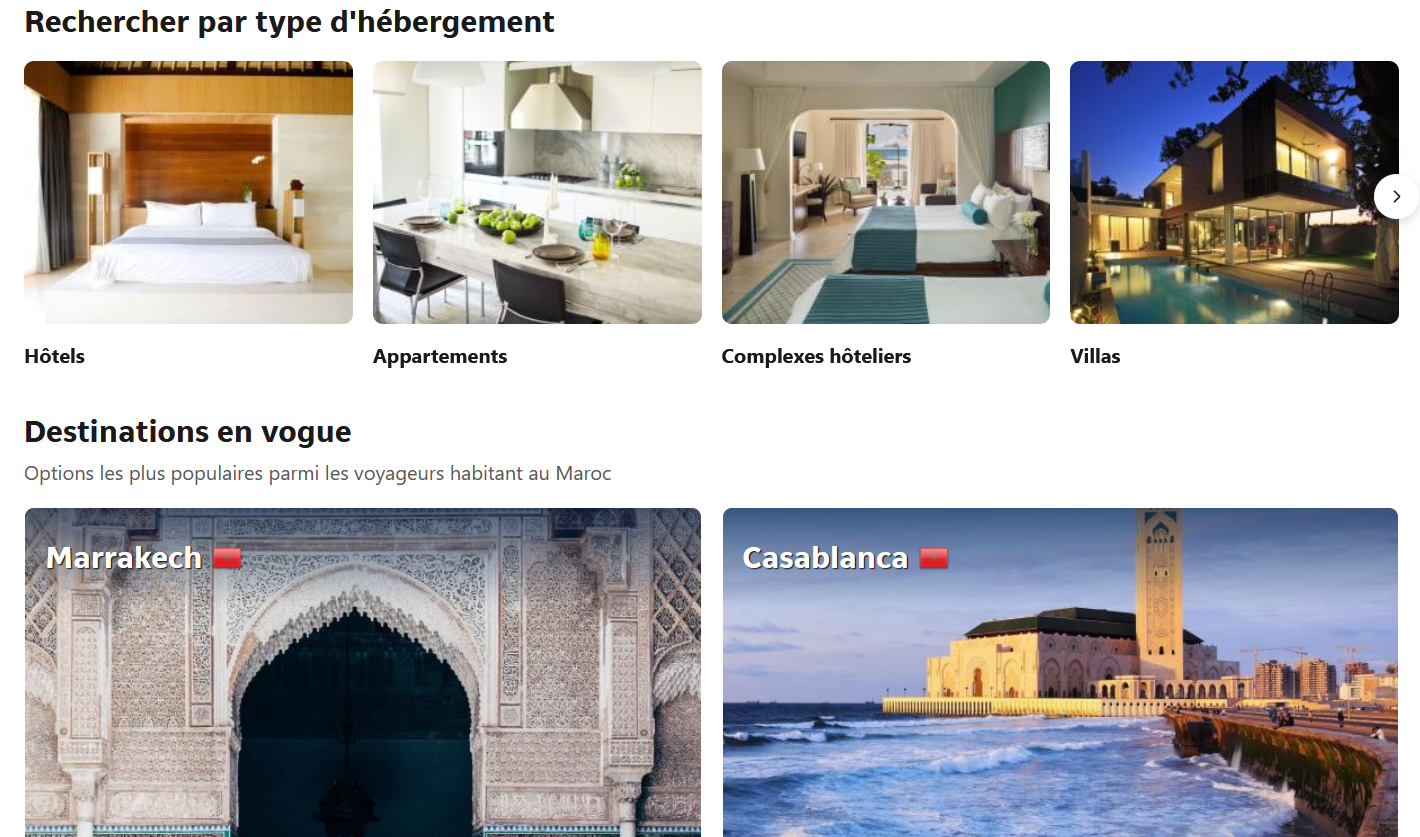 Rechercher par type d'hébergement
Hôtels
Appartements
Complexes hôteliers
Villas
Destinations en vogue
Options les plus populaires parmi les voyageurs habitant au Maroc
Marrakech
Casablanca